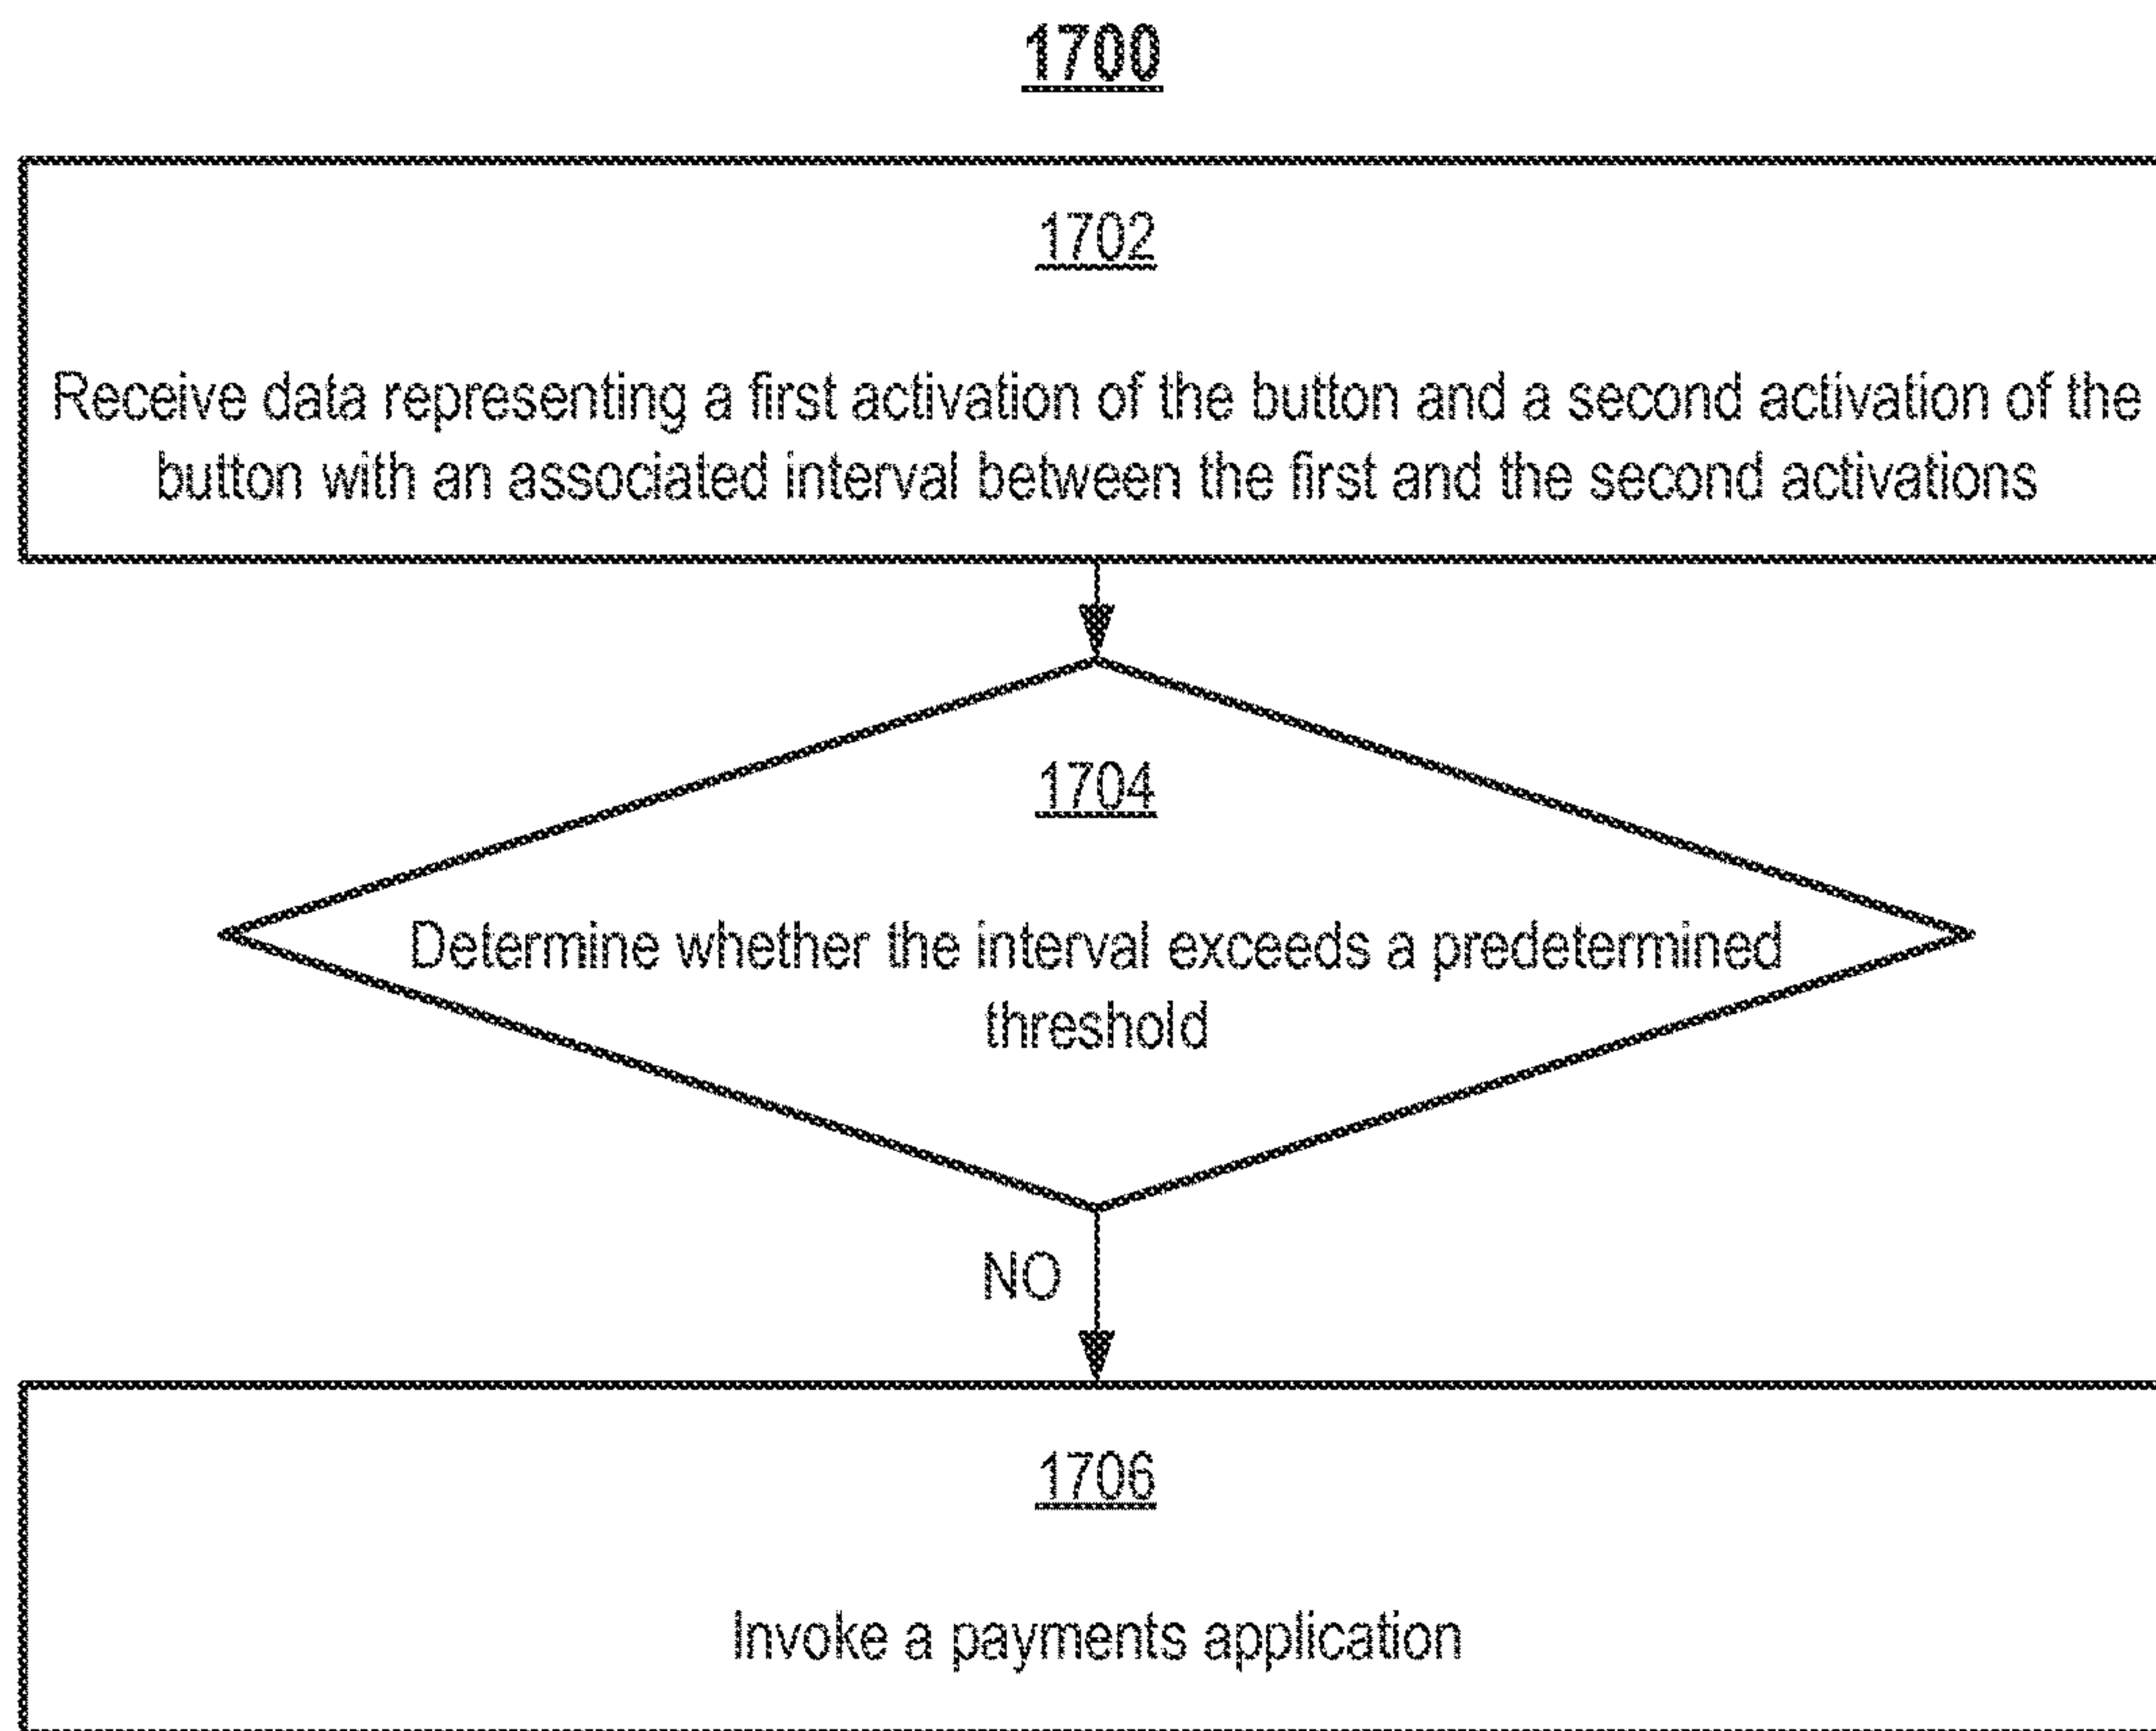 1700
1702
Receive data representing a first activation of the button and a second activation of the
button with an associated interval between the first and the second activations
1704
Determine whether the interval exceeds a predetermined
threshold
NO
1706
Invoke a payments application